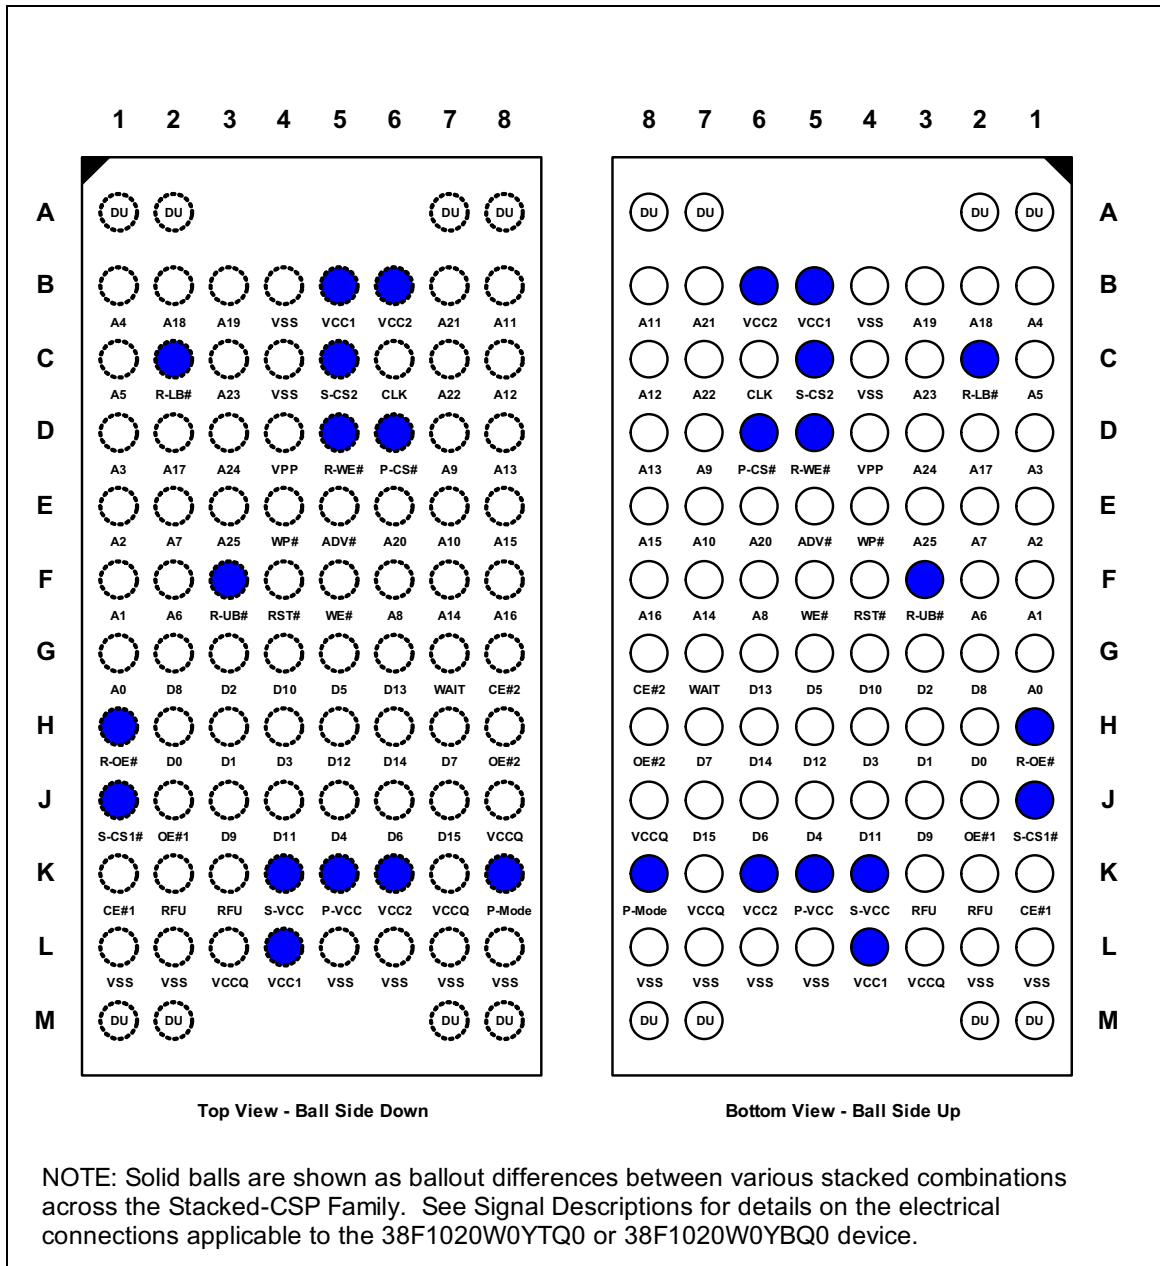 1 2 3 4 5 6 7 8 8 7 6 5 4 3 2 1
A DU DU DU DU DU DU DU DU A
B B
A4 A18 A19 VSS VCC1 VCC2 A21 A11 A11 A21 VCC2 VCC1 VSS A19 A18 A4
C C
A5 R-LB# A23 VSS S-CS2 CLK A22 A12 A12 A22 CLK S-CS2 VSS A23 R-LB# A5
D D
A3 A17 A24 VPP R-WE# P-CS# A9 A13 A13 A9 P-CS# R-WE# VPP A24 A17 A3
E E
A2 A7 A25 WP# ADV# A20 A10 A15 A15 A10 A20 ADV# WP# A25 A7 A2
F F
A1 A6 R-UB# RST# WE# A8 A14 A16 A16 A14 A8 WE# RST# R-UB# A6 A1
G G
A0 D8 D2 D10 D5 D13 WAIT CE#2 CE#2 WAIT D13 D5 D10 D2 D8 A0
H H
R-OE# D0 D1 D3 D12 D14 D7 OE#2 OE#2 D7 D14 D12 D3 D1 D0 R-OE#
J J
S-CS1# OE#1 D9 D11 D4 D6 D15 VCCQ VCCQ D15 D6 D4 D11 D9 OE#1 S-CS1#
K K
CE#1 RFU RFU S-VCC P-VCC VCC2 VCCQ P-Mode P-Mode VCCQ VCC2 P-VCC S-VCC RFU RFU CE#1
L L
VSS VSS VCCQ VCC1 VSS VSS VSS VSS VSS VSS VSS VSS VCC1 VCCQ VSS VSS
M DU DU DU DU DU DU DU DU M
Top View - Ball Side Down Bottom View - Ball Side Up
NOTE: Solid balls are shown as ballout differences between various stacked combinations
across the Stacked-CSP Family. See Signal Descriptions for details on the electrical
connections applicable to the 38F1020W0YTQ0 or 38F1020W0YBQ0 device.